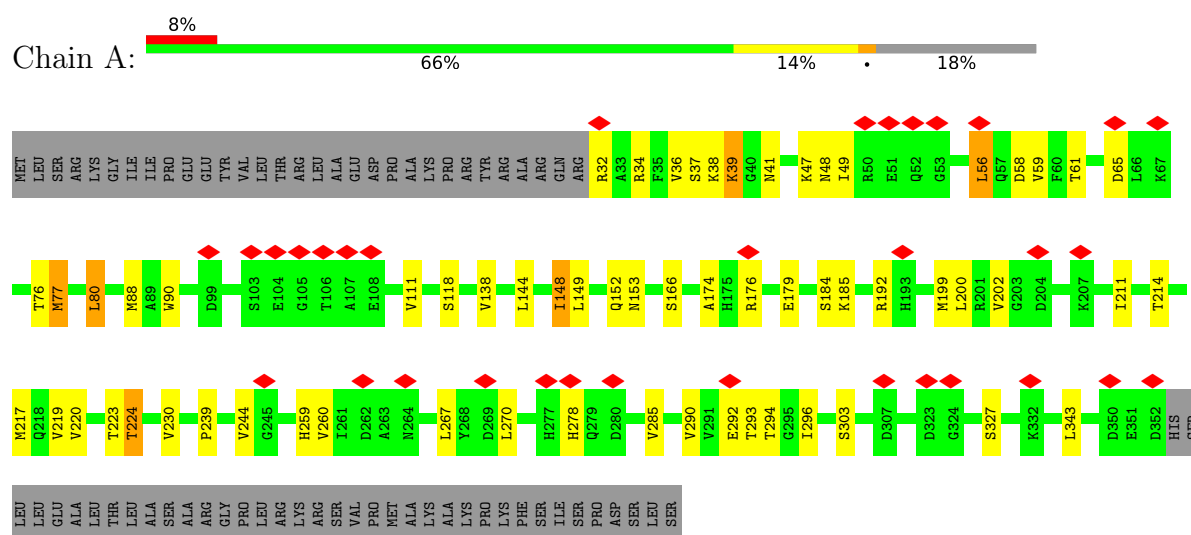 8%
Chain A:
66% 14% • 18%
MET LEU SER ARG LYS GLY ILE ILE PRO GLU GLU TYR VAL LEU THR ARG LEU ALA GLU ASP PRO ALA LYS PRO ARG TYR ARG ALA ARG GLN ARG R32 A33 R34 F35 V36 S37 K38 K39 G40 N41 K47 N48 I49 R50 E51 Q52 G53 L56 Q57 D58 V59 F60 T61 D65 L66 K67
T76 M77 L80 M88 A89 W90 D99 S103 E104 G105 T106 A107 E108 V111 S118 V138 L144 I148 L149 Q152 N153 S166 A174 H175 R176 E179 S184 K185 R192 H193 M199 L200 R201 V202 G203 D204 K207 I211 T214
M217 Q218 V219 V220 T223 T224 V230 P239 V244 G245 H259 V260 I261 D262 A263 N264 L267 Y268 D269 L270 H277 H278 Q279 D280 V285 V290 V291 E292 T293 T294 G295 I296 S303 D307 D323 G324 S327 K332 L343 D350 E351 D352 HIS SER
LEU LEU GLU ALA LEU THR LEU ALA SER ALA ARG GLY PRO LEU ARG LYS ARG SER VAL PRO MET ALA LYS ALA LYS PRO LYS PHE SER ILE SER PRO ASP SER LEU SER